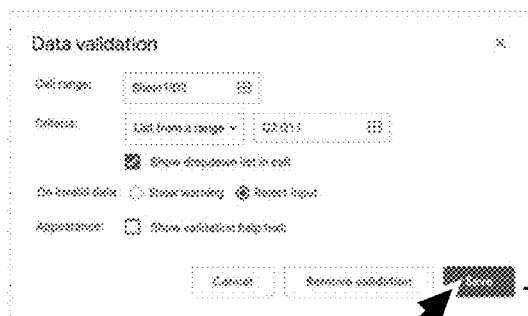 Data validation
Cell range:
Criteria: List from a range
Show dropdown list in cell
On invalid data: Show warning Reject input
Appearance: Show validation help text
Cancel Remove validation Save